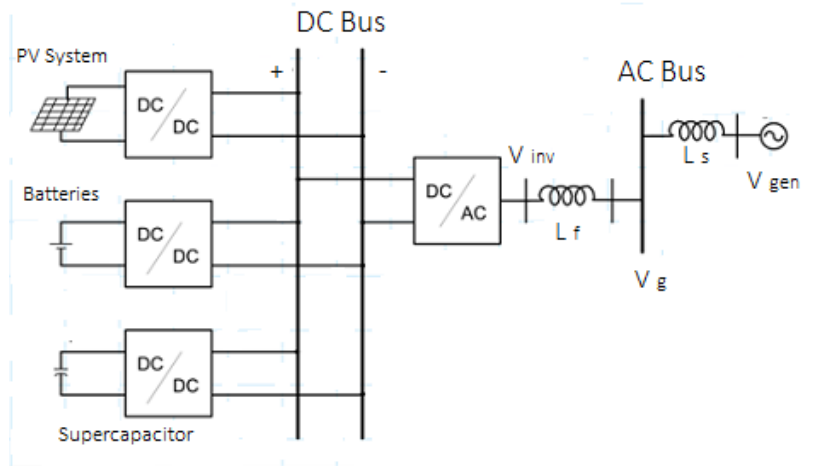 DC Bus
PV System
+
-
AC Bus
DC
DC
L s
V gen
V inv
DC
AC
L f
V g
Batteries
DC
DC
DC
DC
Supercapacitor